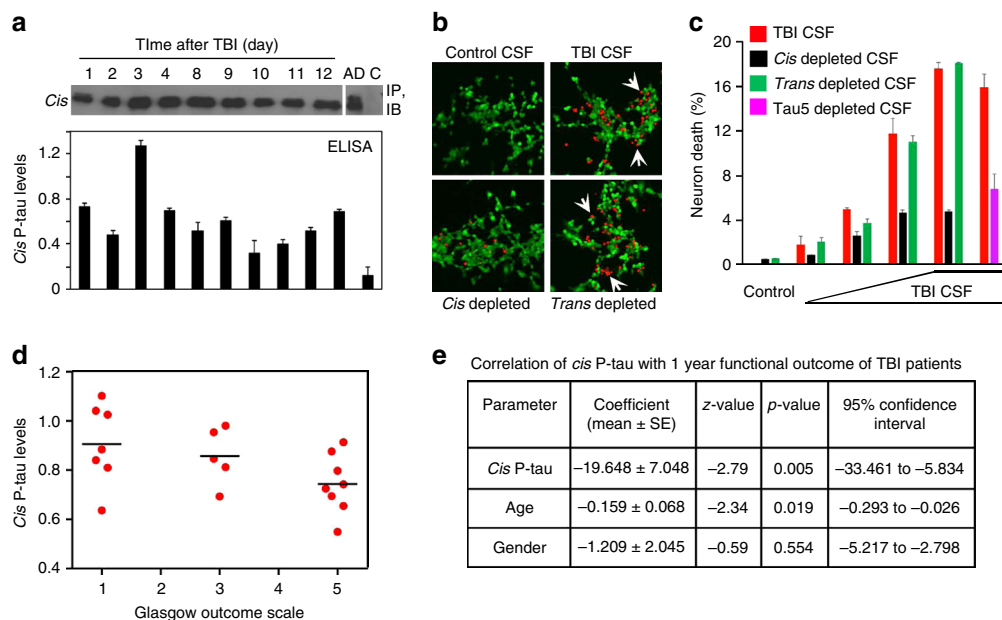 a
TIme after TBI (day)
1 2 3 4 8 9 10 11 12 AD C
Cis
IP,
IB
ELISA
Cis P-tau levels
1.2
0.8
0.4
0
b
Control CSF TBI CSF
Cis depleted Trans depleted
c
TBI CSF
Cis depleted CSF
Trans depleted CSF
Tau5 depleted CSF
Neuron death (%)
20
16
12
8
4
0
Control TBI CSF
d
Cis P-tau levels
1.2
1.0
0.8
0.6
0.4
1 2 3 4 5
Glasgow outcome scale
e
Correlation of cis P-tau with 1 year functional outcome of TBI patients
Parameter Coefficient (mean ± SE) z-value p-value 95% confidence interval
Cis P-tau –19.648 ± 7.048 –2.79 0.005 –33.461 to –5.834
Age –0.159 ± 0.068 –2.34 0.019 –0.293 to –0.026
Gender –1.209 ± 2.045 –0.59 0.554 –5.217 to –2.798